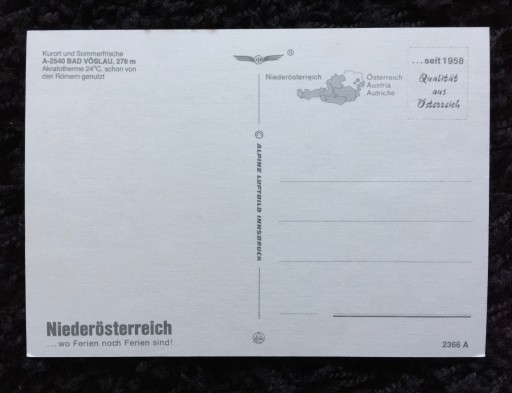 Kurort und Sommerfrische
A-2540 BAD VÖSLAU, 276 m
Akratotherme 24°C, schon von
den Römern genutzt
®
Niederösterreich
Österreich
Austria
Autriche
...seit 1958
Qualität
aus
Österreich
© ALPINE LUFTBILD INNSBRUCK
Niederösterreich
...wo Ferien noch Ferien sind!
2366 A